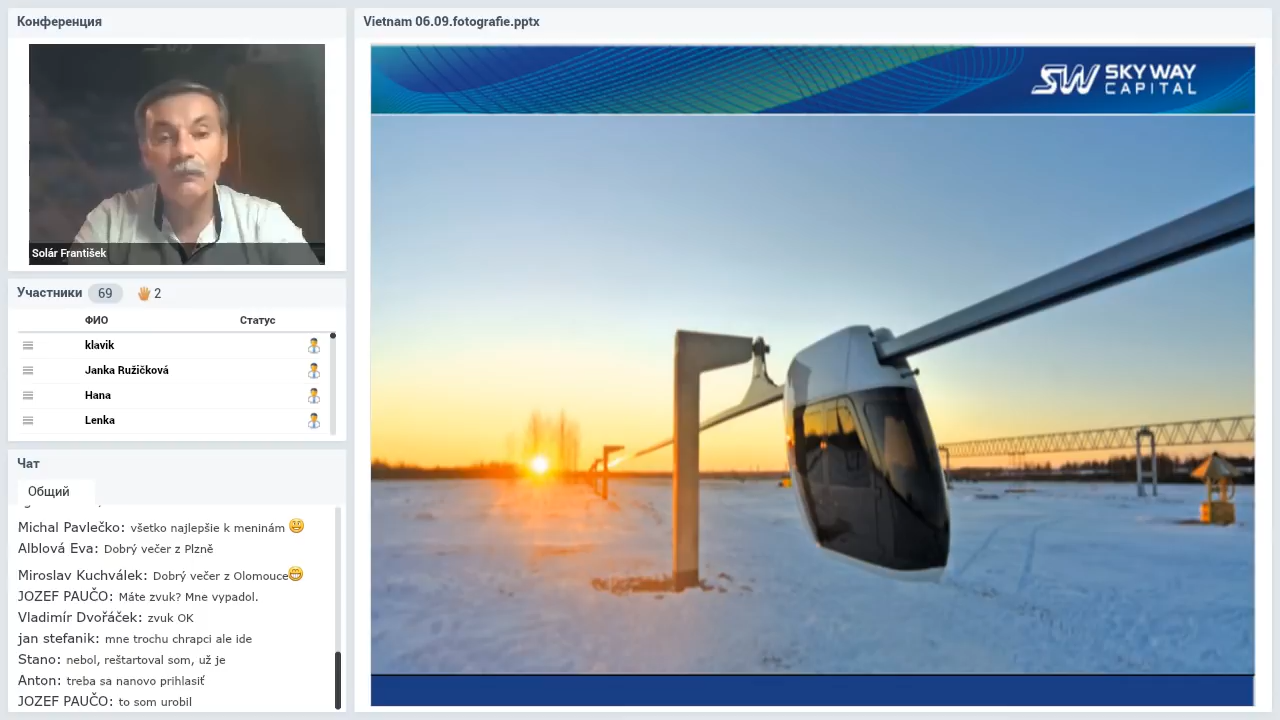 Конференция
Solár František
Участники 69 2
ФИО Статус
klavik
Janka Ružičková
Hana
Lenka
Чат
Общий
Michal Pavlečko: všetko najlepšie k meninám
Alblová Eva: Dobrý večer z Plzně
Miroslav Kuchválek: Dobrý večer z Olomouce
JOZEF PAUČO: Máte zvuk? Mne vypadol.
Vladimír Dvořáček: zvuk OK
jan stefanik: mne trochu chrapci ale ide
Stano: nebol, reštartoval som, už je
Anton: treba sa nanovo prihlasiť
JOZEF PAUČO: to som urobil
Vietnam 06.09.fotografie.pptx
SW SKY WAY
CAPITAL